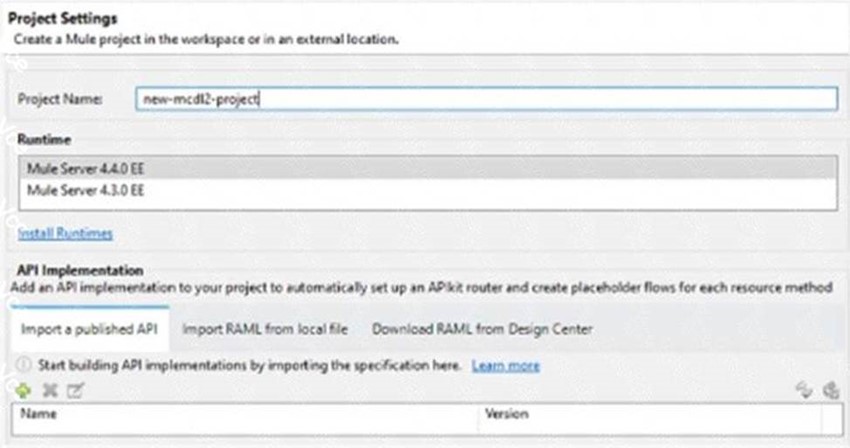 Project Settings
Create a Mule project in the workspace or in an external location.
Project Name: new-mcdl2-project
Runtime
Mule Server 4.4.0 EE
Mule Server 4.3.0 EE
Install Runtimes
API Implementation
Add an API implementation to your project to automatically set up an APIkit router and create placeholder flows for each resource method
Import a published API Import RAML from local file Download RAML from Design Center
Start building API implementations by importing the specification here. Learn more
Name Version